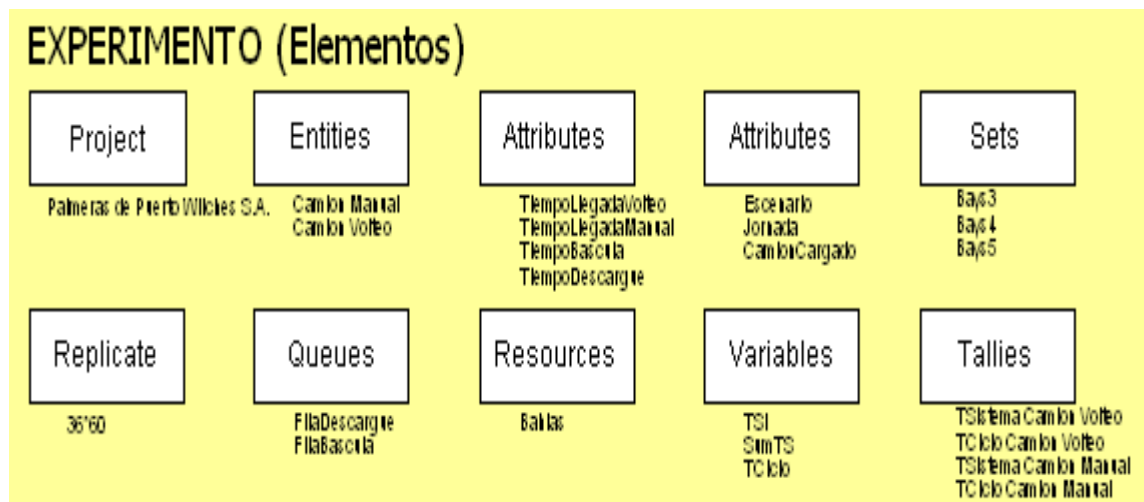 EXPERIMENTO (Elementos)
Project
Entities
Attributes
Attributes
Sets
Palmeras de Puerto Wilches S.A.
Camion Manual
Camion Volteo
TiempoLlegadaVolteo
TiempoLlegadaManual
TiempoBascula
TiempoDescargue
Escenario
Jornada
CamionCargado
Bays3
Bays4
Bays5
Replicate
Queues
Resources
Variables
Tallies
36*60
FilaDescargue
FilaBascula
Bahias
TSI
SumTS
TCiclo
TSistema Camion Volteo
TCiclo Camion Volteo
TSistema Camion Manual
TCiclo Camion Manual